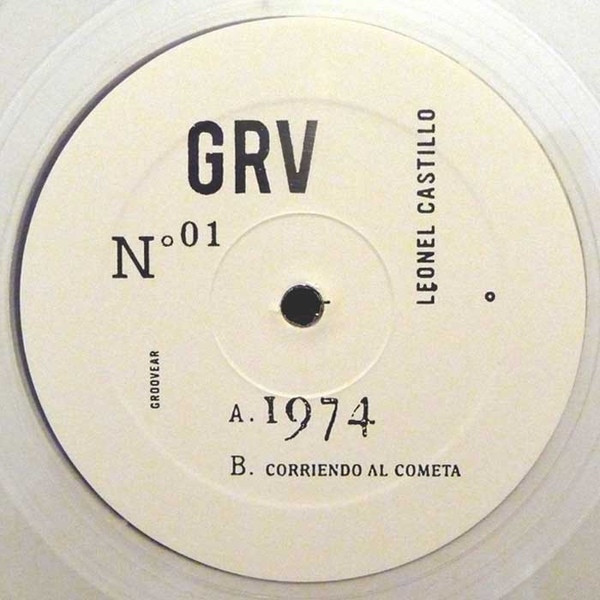 GRV
LEONEL CASTILLO
N°01
GROOVEAR
A. 1974
B. CORRIENDO AL COMETA